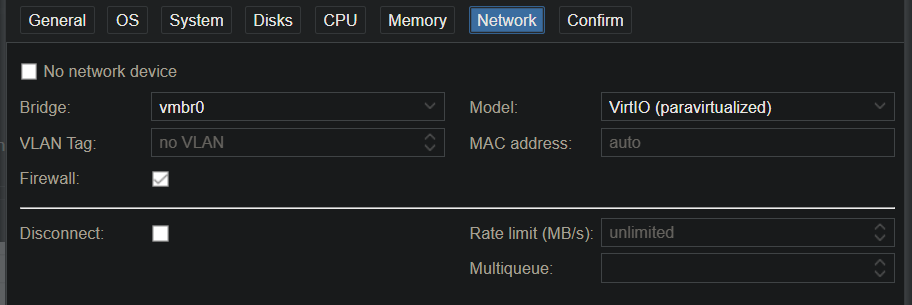 General OS System Disks CPU Memory Network Confirm
No network device
Bridge: vmbr0 Model: VirtIO (paravirtualized)
VLAN Tag: no VLAN MAC address: auto
Firewall:
Disconnect: Rate limit (MB/s): unlimited
Multiqueue: